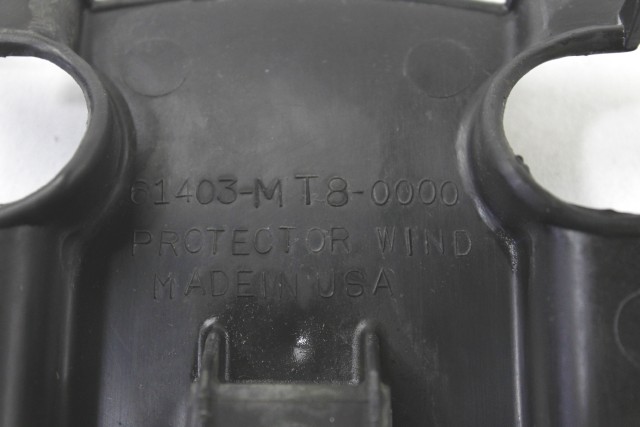 61403-MT8-0000
PROTECTOR WIND
MADE IN USA